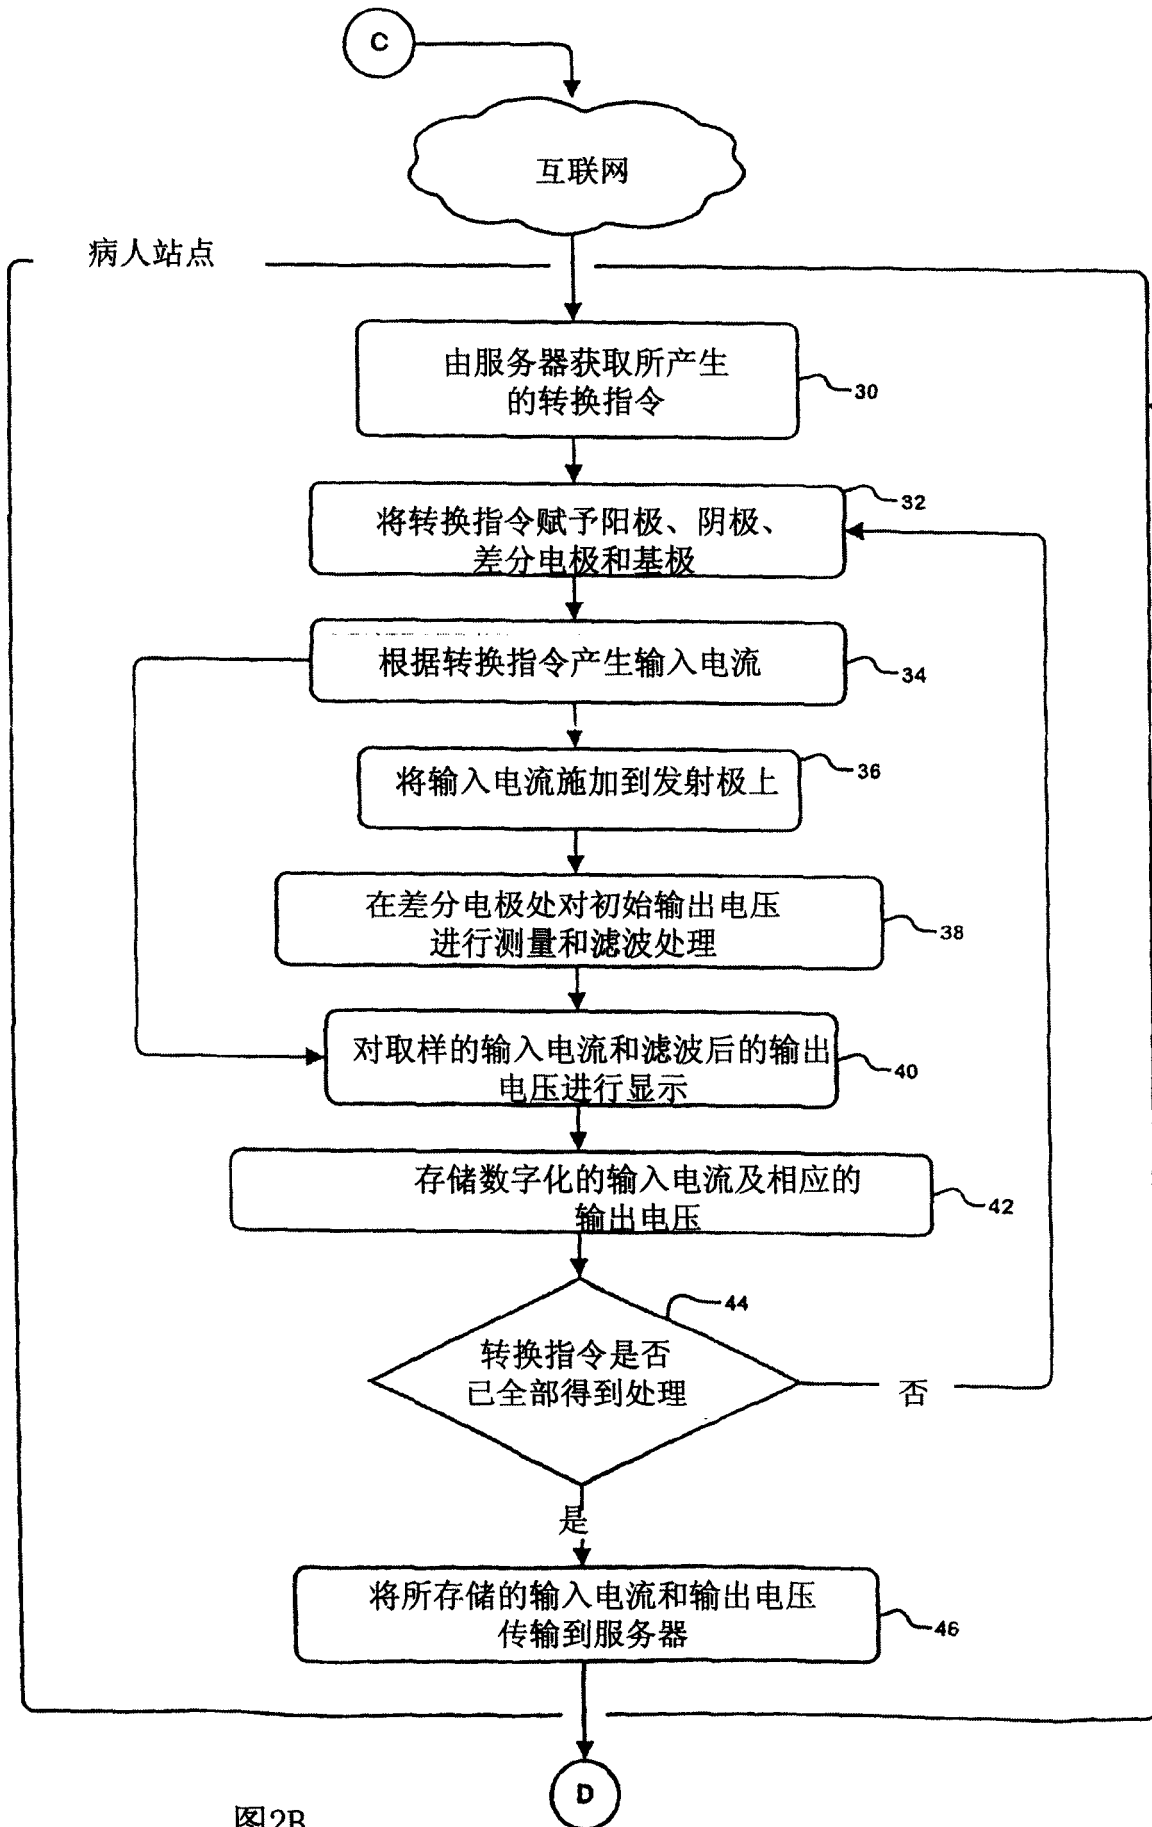 C
互联网
病人站点
由服务器获取所产生
的转换指令
30
32
将转换指令赋予阳极、阴极、
差分电极和基极
根据转换指令产生输入电流
34
36
将输入电流施加到发射极上
在差分电极处对初始输出电压
进行测量和滤波处理
38
对取样的输入电流和滤波后的输出
电压进行显示
40
存储数字化的输入电流及相应的
输出电压
42
44
转换指令是否
已全部得到处理
否
是
将所存储的输入电流和输出电压
传输到服务器
46
D
图2B